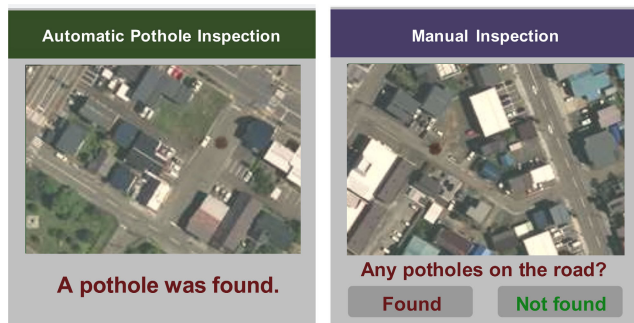 Automatic Pothole Inspection
A pothole was found.
Manual Inspection
Any potholes on the road?
Found
Not found